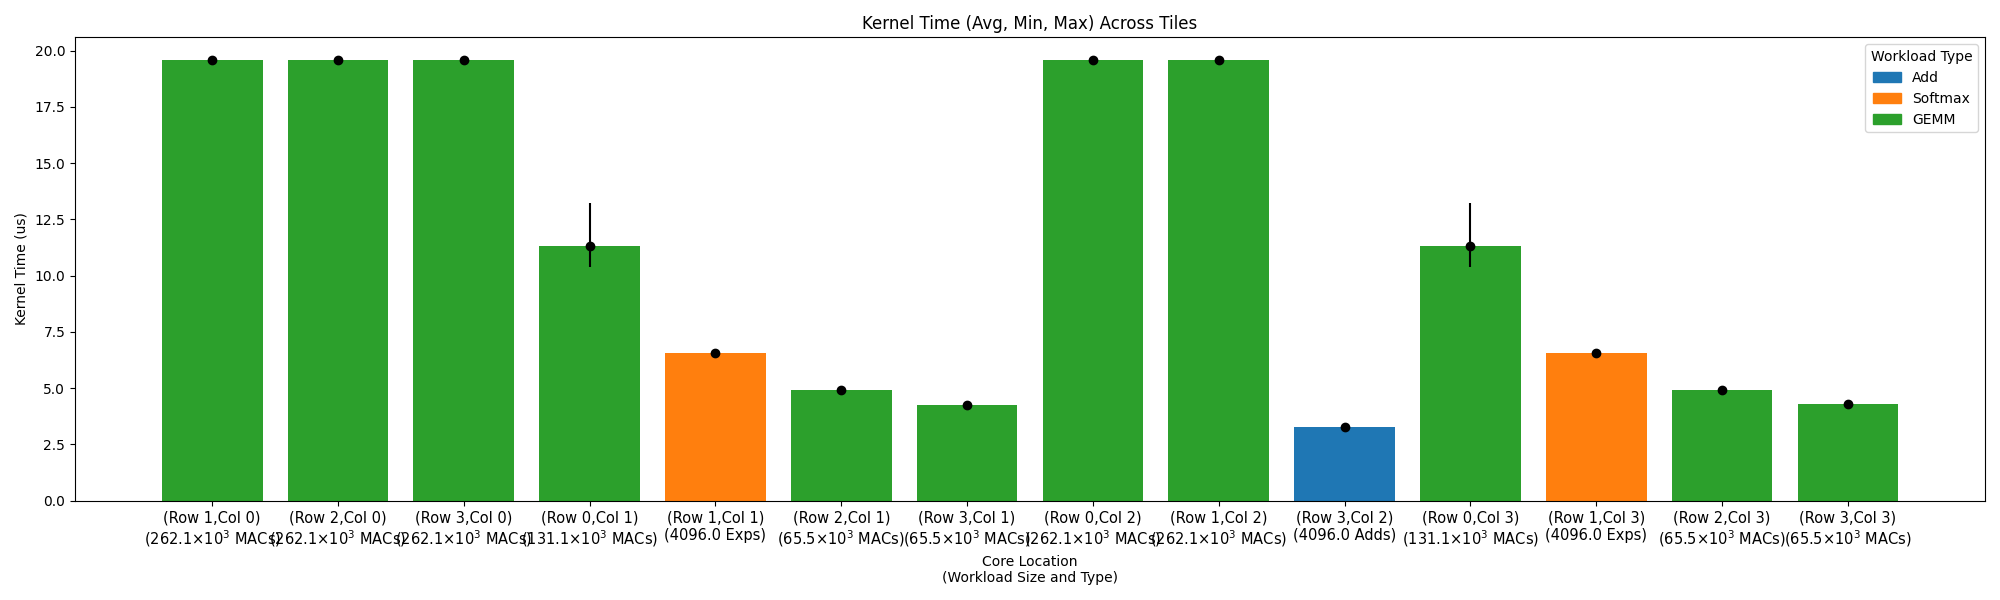 Kernel Time (Avg, Min, Max) Across Tiles
Workload Type
Add
Softmax
GEMM
Kernel Time (us)
20.0
17.5
15.0
12.5
10.0
7.5
5.0
2.5
0.0
(Row 1,Col 0)
(262.1×10³ MACs)
(Row 2,Col 0)
(262.1×10³ MACs)
(Row 3,Col 0)
(262.1×10³ MACs)
(Row 0,Col 1)
(131.1×10³ MACs)
(Row 1,Col 1)
(4096.0 Exps)
(Row 2,Col 1)
(65.5×10³ MACs)
(Row 3,Col 1)
(65.5×10³ MACs)
(Row 0,Col 2)
(262.1×10³ MACs)
(Row 1,Col 2)
(262.1×10³ MACs)
(Row 3,Col 2)
(4096.0 Adds)
(Row 0,Col 3)
(131.1×10³ MACs)
(Row 1,Col 3)
(4096.0 Exps)
(Row 2,Col 3)
(65.5×10³ MACs)
(Row 3,Col 3)
(65.5×10³ MACs)
Core Location
(Workload Size and Type)